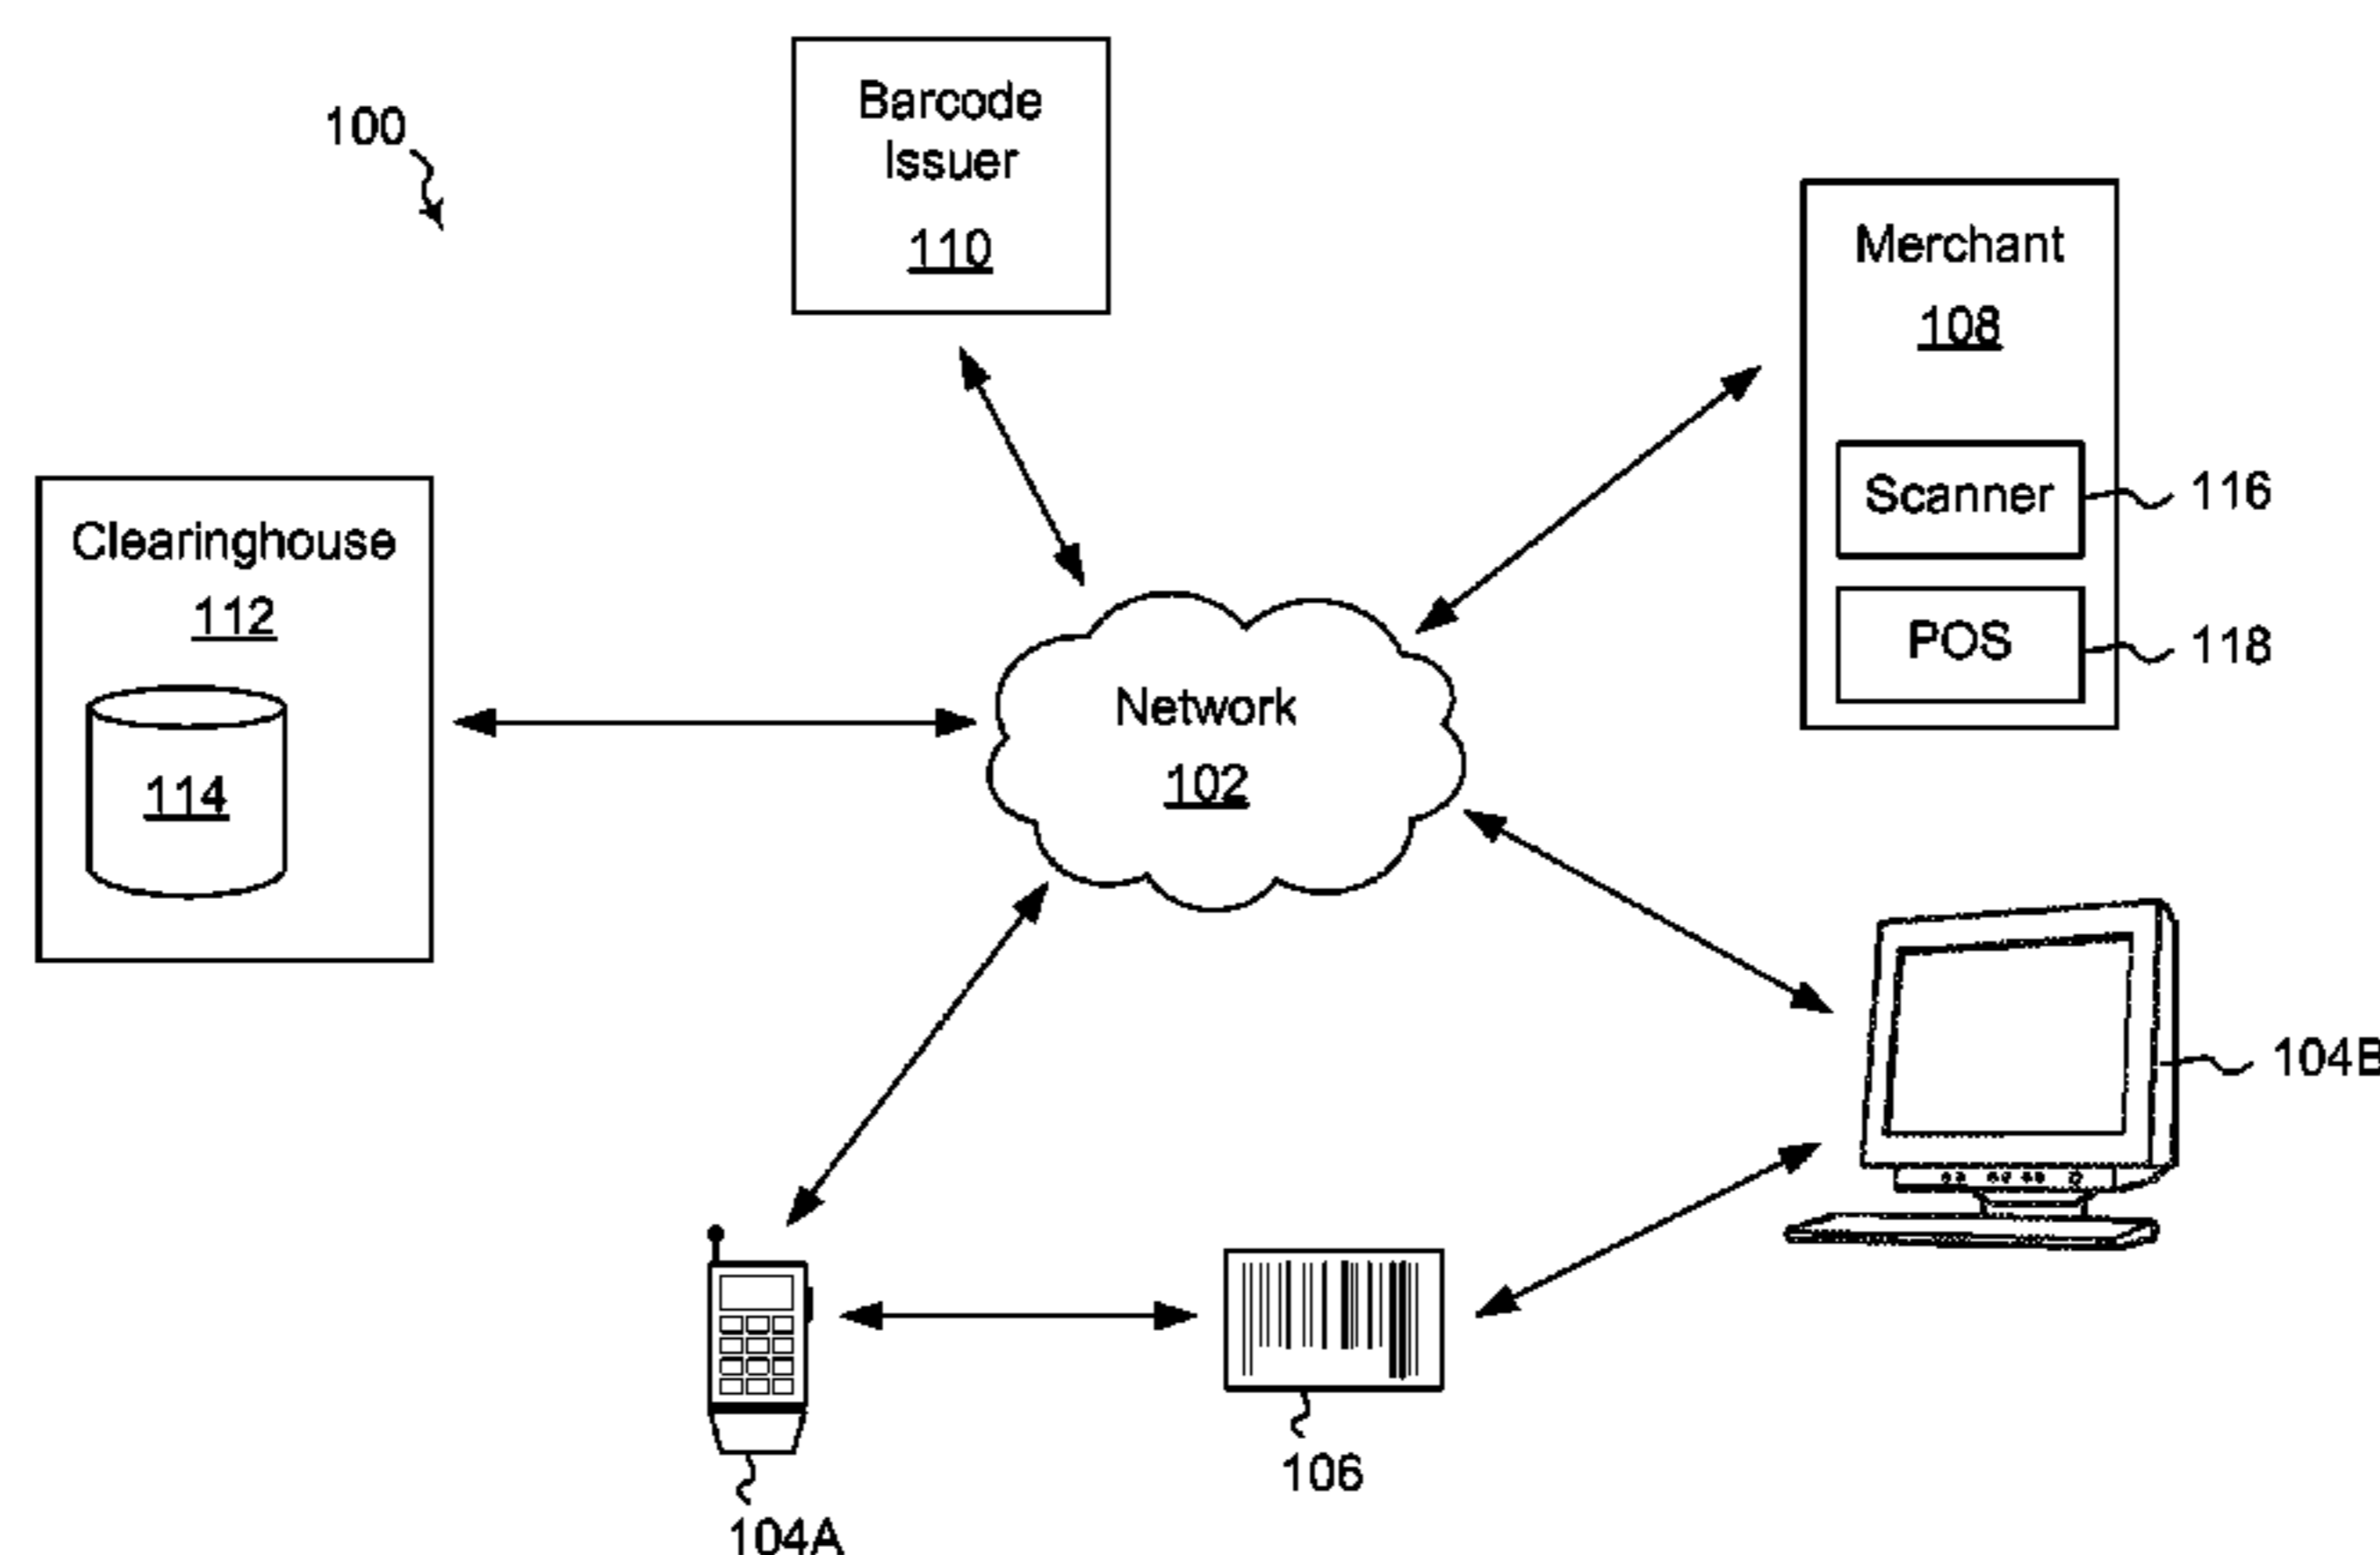 100
Barcode
Issuer
110
Merchant
108
Scanner
116
POS
118
Clearinghouse
112
114
Network
102
104B
106
104A